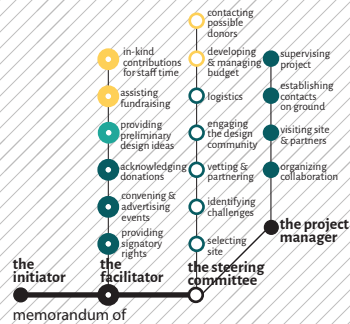 contacting
possible
donors
in-kind
contributions
for staff time
developing
& managing
budget
supervising
project
assisting
fundraising
logistics
establishing
contacts
on ground
providing
preliminary
design ideas
engaging
the design
community
visiting site
& partners
acknowledging
donations
vetting &
partnering
organizing
collaboration
convening &
advertising
events
identifying
challenges
providing
signatory
rights
selecting
site
the project
manager
the
initiator
the
facilitator
the steering
committee
memorandum of